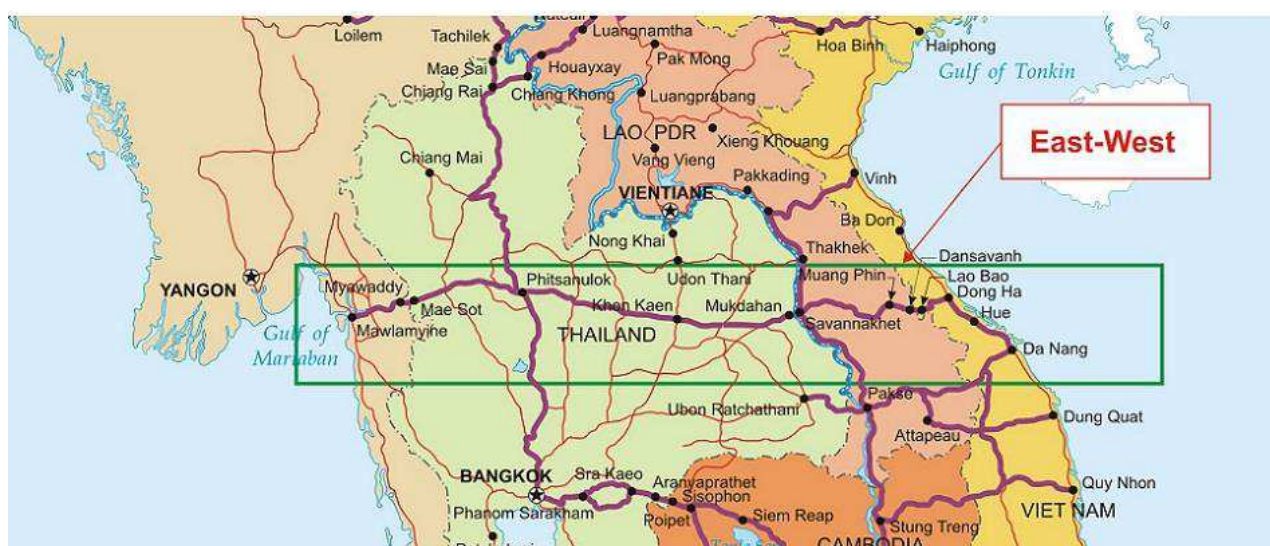 Loilem
Tachilek
Luangnamtha
Hoa Binh
Haiphong
Mae Sai
Houayxay
Pak Mong
Gulf of Tonkin
Chiang Rai
Chiang Khong
Luangprabang
East-West
LAO PDR
Xieng Khouang
Chiang Mai
Vang Vieng
Pakkading
Vinh
VIENTIANE
Ba Don
Nong Khai
Thakhek
Dansavanh
Udon Thani
Muang Phin
Lao Bao
YANGON
Myawaddy
Phitsanulok
Dong Ha
Mae Sot
Khon Kaen
Mukdahan
Savannakhet
Hue
Gulf of
Mawlamyine
THAILAND
Martaban
Da Nang
Pakse
Ubon Ratchathani
Dung Quat
Attapeau
BANGKOK
Sra Kaeo
Aranyaprathet
Sisophon
Quy Nhon
Phanom Sarakham
Poipet
Siem Reap
Stung Treng
VIET NAM
CAMBODIA